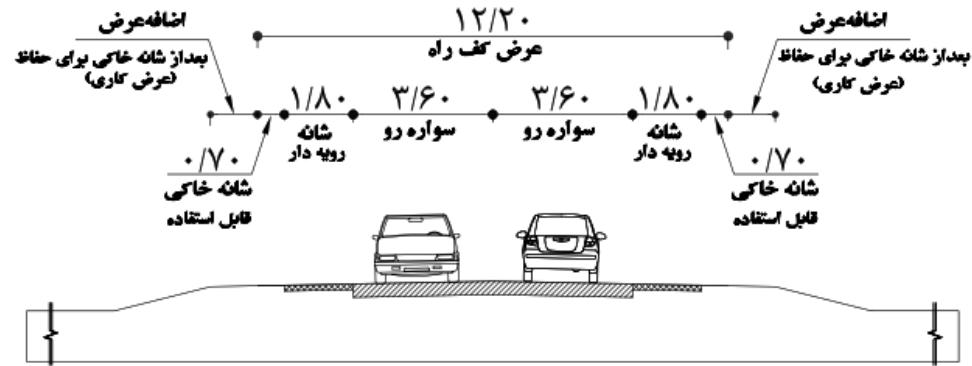 ۱۲/۲۰
عرض کف راه
اضافه‌عرض
بعداز شانه خاکی برای حفاظ
(عرض کاری)
اضافه‌عرض
بعداز شانه خاکی برای حفاظ
(عرض کاری)
۱/۸۰
شانه
رویه دار
۳/۶۰
سواره رو
۳/۶۰
سواره رو
۱/۸۰
شانه
رویه دار
۰/۷۰
شانه خاکی
قابل استفاده
۰/۷۰
شانه خاکی
قابل استفاده